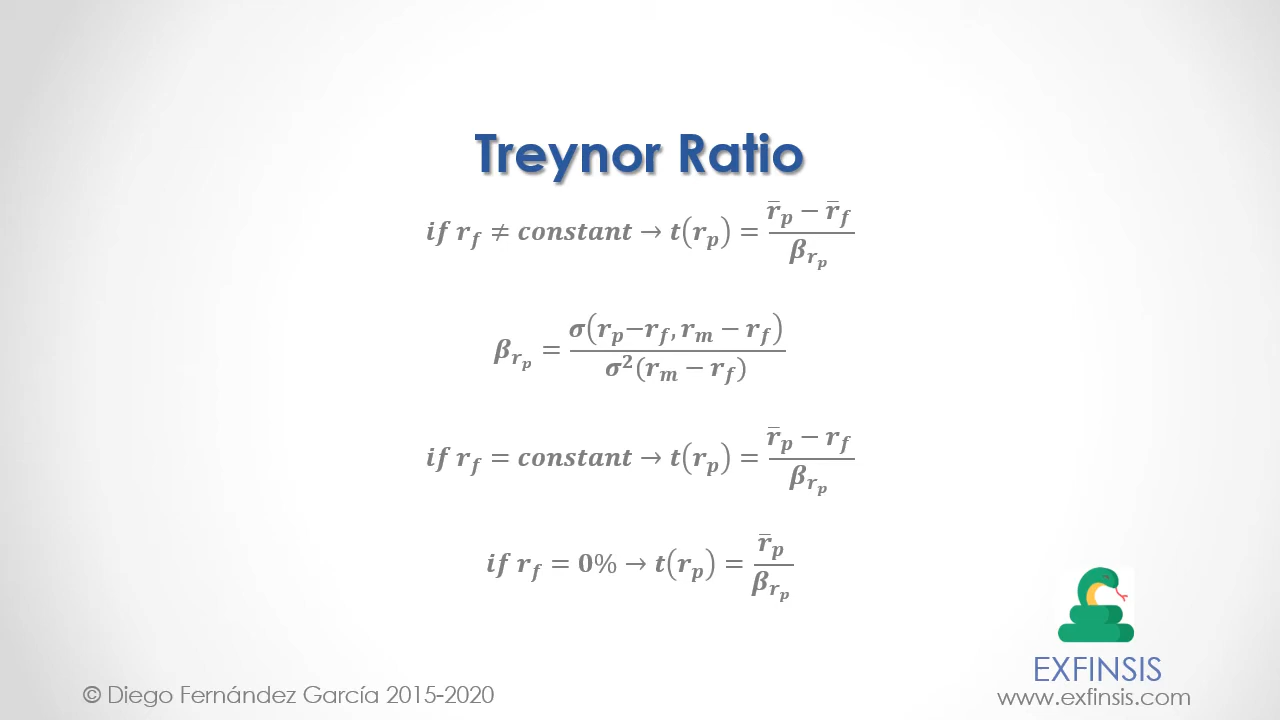 Treynor Ratio
if r_f ≠ constant → t(r_p) = (r̄_p − r̄_f) / β_{r_p}
β_{r_p} = σ(r_p−r_f, r_m − r_f) / σ²(r_m − r_f)
if r_f = constant → t(r_p) = (r̄_p − r_f) / β_{r_p}
if r_f = 0% → t(r_p) = r̄_p / β_{r_p}
EXFINSIS
© Diego Fernández García 2015-2020
www.exfinsis.com